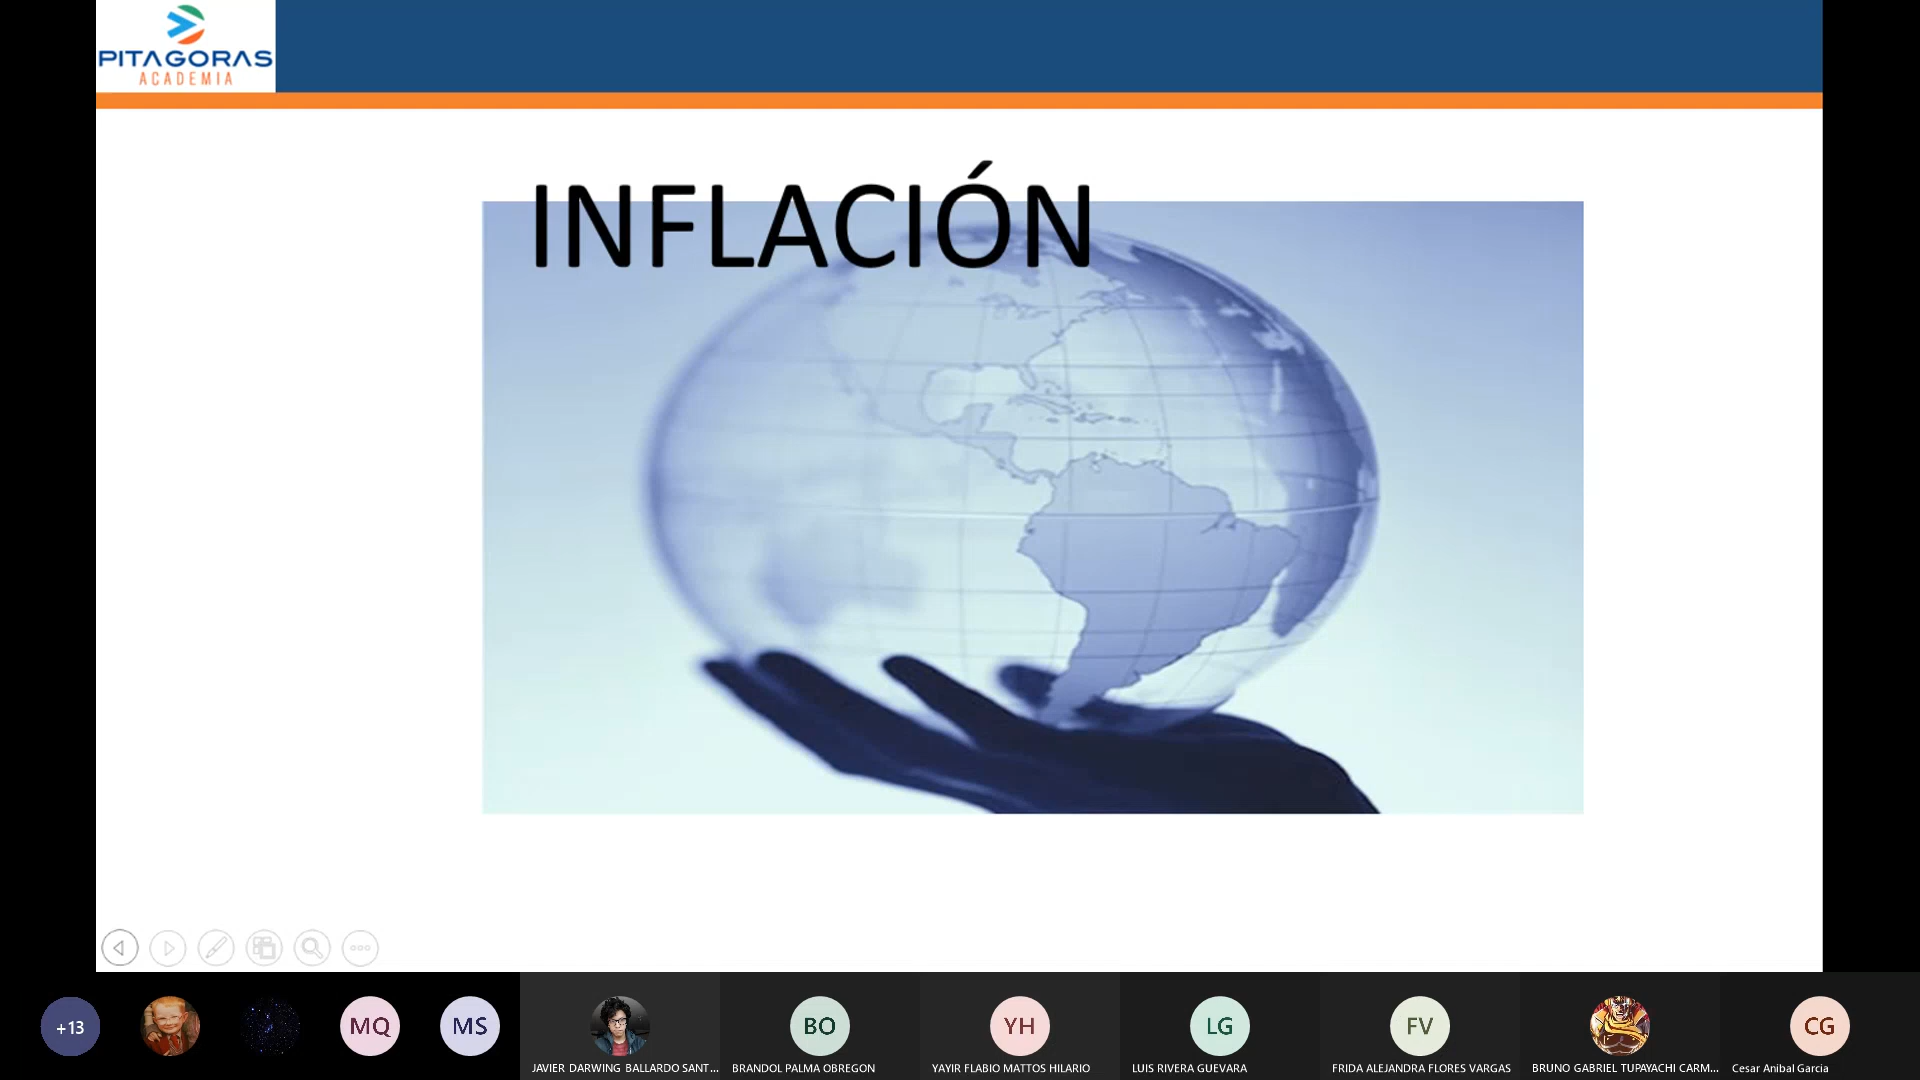 PITAGORAS
ACADEMIA
INFLACIÓN
+13
MQ
MS
BO
YH
LG
FV
CG
JAVIER DARWING BALLARDO SANT...
BRANDOL PALMA OBREGON
YAYIR FLABIO MATTOS HILARIO
LUIS RIVERA GUEVARA
FRIDA ALEJANDRA FLORES VARGAS
BRUNO GABRIEL TUPAYACHI CARM...
Cesar Anibal Garcia